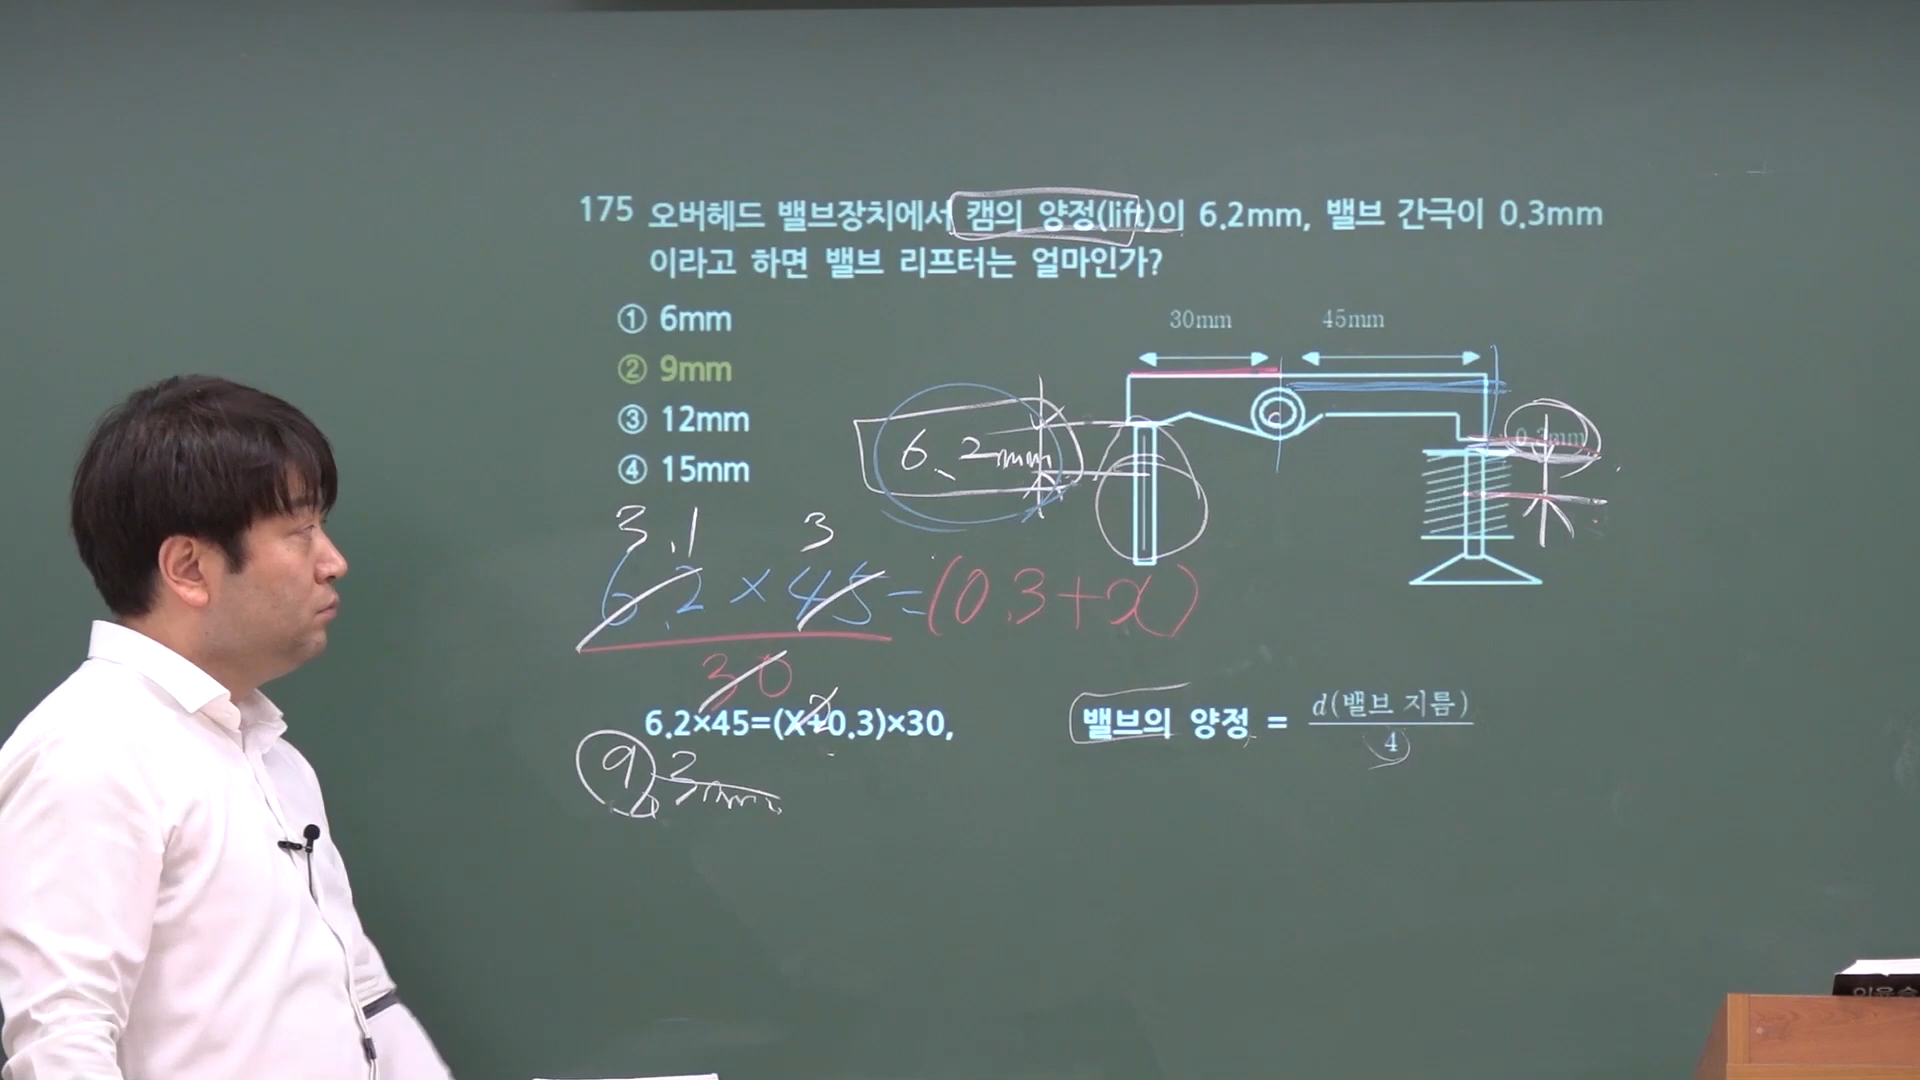 175 오버헤드 밸브장치에서 캠의 양정(lift)이 6.2mm, 밸브 간극이 0.3mm
이라고 하면 밸브 리프터는 얼마인가?
① 6mm
② 9mm
③ 12mm
④ 15mm
30mm 45mm
0.3mm
6.2mm
3.1 3
6.2 × 45 = (0.3+x)
30
2
6.2×45=(X+0.3)×30,
9.3mm
밸브의 양정 = d(밸브 지름)
4